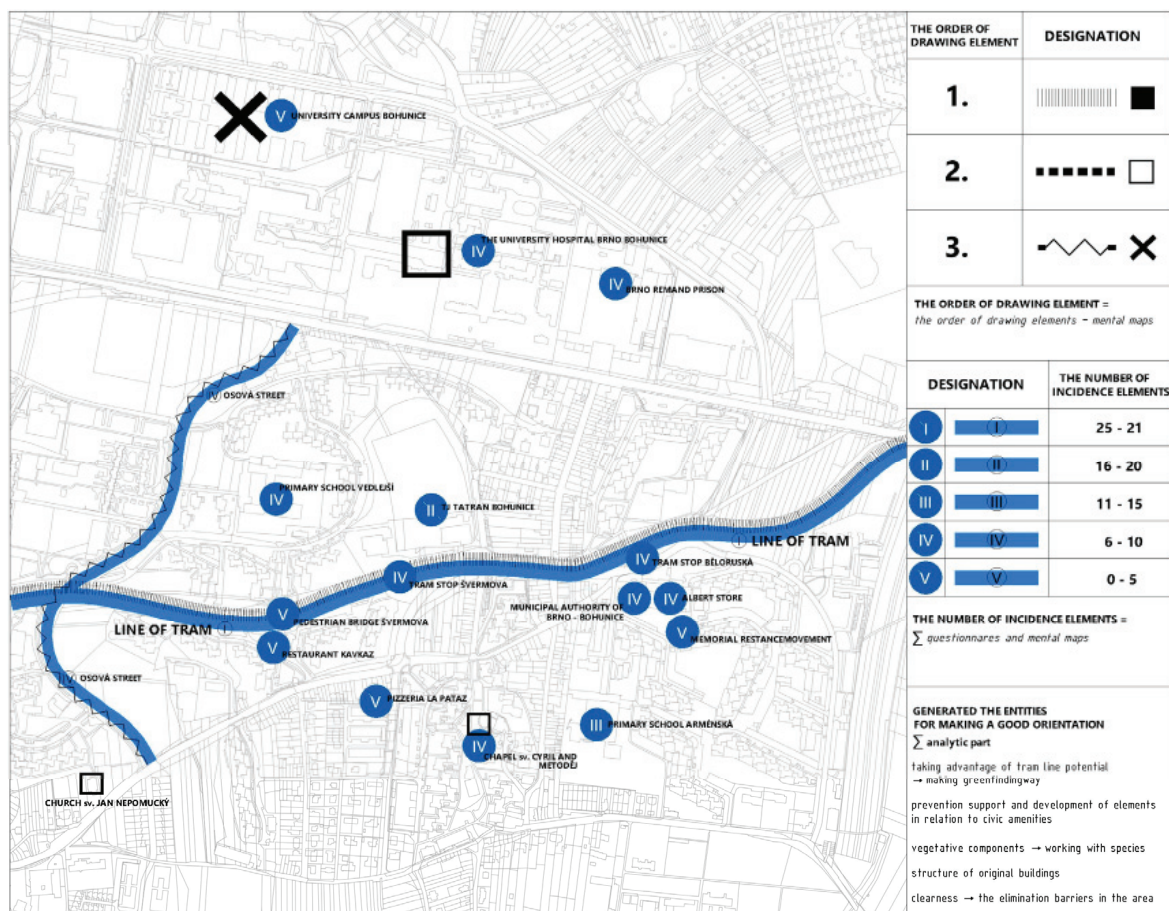 V
UNIVERSITY CAMPUS BOHUNICE
IV
THE UNIVERSITY HOSPITAL BRNO BOHUNICE
IV
BRNO REMAND PRISON
IV
OSOVÁ STREET
IV
PRIMARY SCHOOL VEDLEJŠÍ
II
TJ TATRAN BOHUNICE
I
LINE OF TRAM
IV
TRAM STOP BĚLORUSKÁ
IV
TRAM STOP ŠVERMOVA
IV
MUNICIPAL AUTHORITY OF
BRNO - BOHUNICE
IV
ALBERT STORE
V
PEDESTRIAN BRIDGE ŠVERMOVA
LINE OF TRAM
I
V
MEMORIAL RESTANCEMOVEMENT
V
RESTAURANT KAVKAZ
IV
OSOVÁ STREET
V
PIZZERIA LA PATAZ
III
PRIMARY SCHOOL ARMÉNSKÁ
IV
CHAPEL sv. CYRIL AND
METODĚJ
CHURCH sv. JAN NEPOMUCKÝ
THE ORDER OF
DRAWING ELEMENT
DESIGNATION
1.
2.
3.
THE ORDER OF DRAWING ELEMENT =
the order of drawing elements - mental maps
DESIGNATION
THE NUMBER OF
INCIDENCE ELEMENTS
I I 25 - 21
II II 16 - 20
III III 11 - 15
IV IV 6 - 10
V V 0 - 5
THE NUMBER OF INCIDENCE ELEMENTS =
∑ questionnares and mental maps
GENERATED THE ENTITIES
FOR MAKING A GOOD ORIENTATION
∑ analytic part
taking advantage of tram line potential
→ making greenfindingway
prevention support and development of elements
in relation to civic amenities
vegetative components → working with species
structure of original buildings
clearness → the elimination barriers in the area